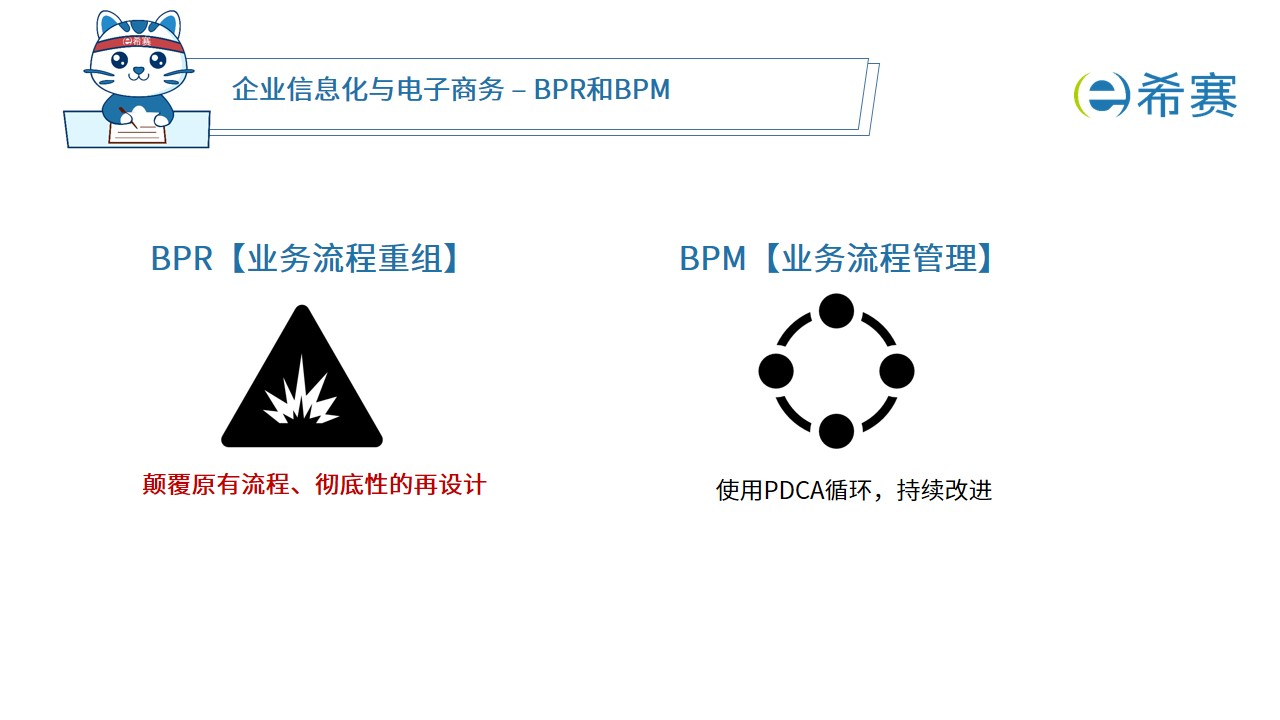 希赛
企业信息化与电子商务 – BPR和BPM
希赛
BPR【业务流程重组】
BPM【业务流程管理】
颠覆原有流程、彻底性的再设计
使用PDCA循环，持续改进